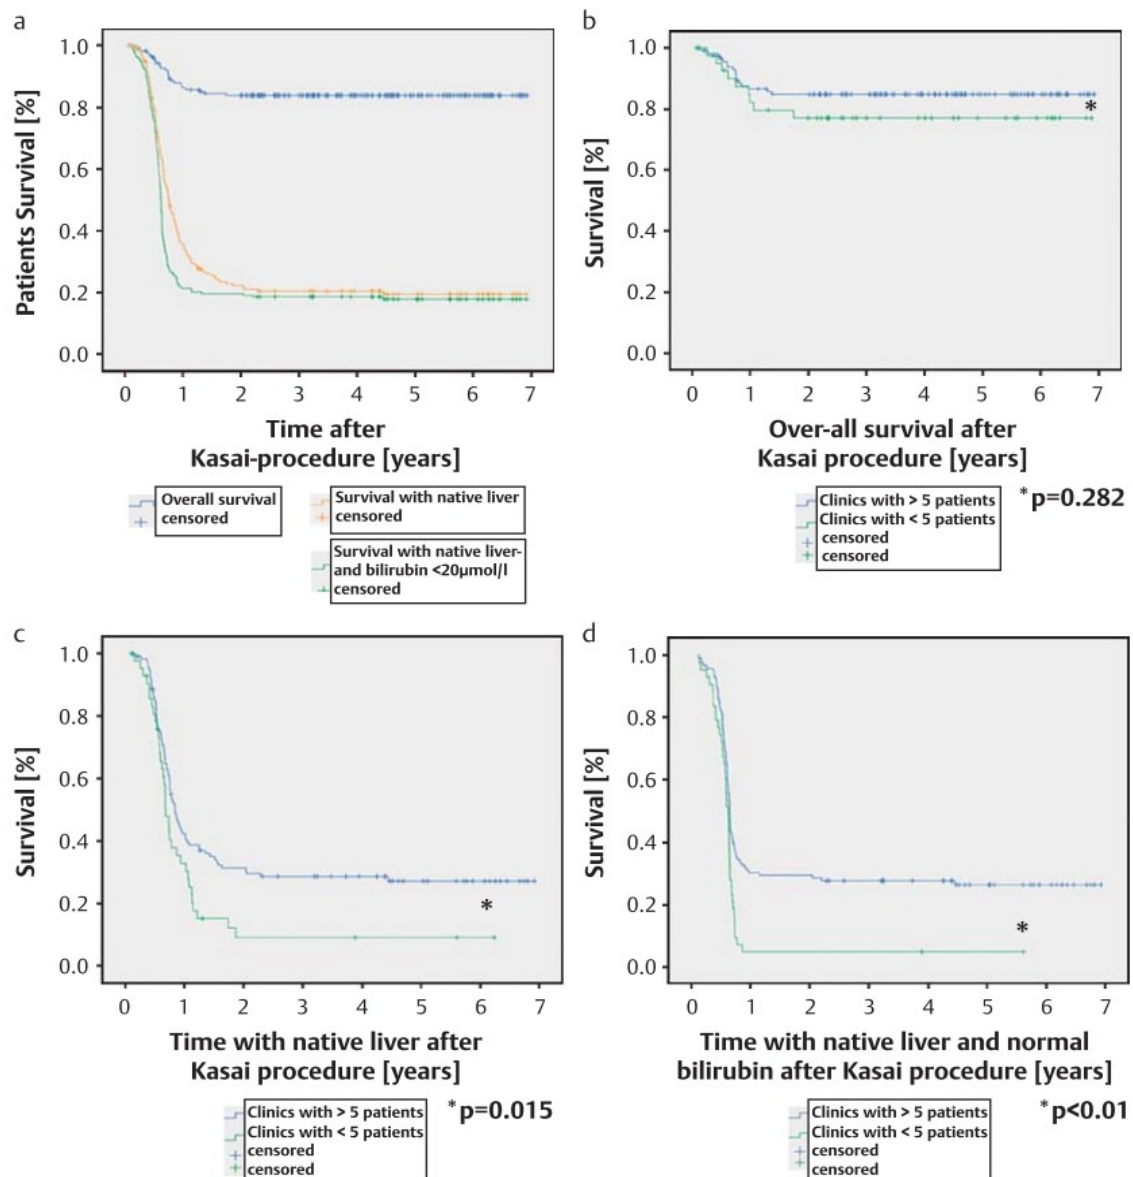 a
Patients Survival [%]
1.0
0.8
0.6
0.4
0.2
0.0
0 1 2 3 4 5 6 7
Time after
Kasai-procedure [years]
Overall survival
censored
Survival with native liver
censored
Survival with native liver-
and bilirubin <20µmol/l
censored
b
Survival [%]
1.0
0.8
0.6
0.4
0.2
0.0
*
0 1 2 3 4 5 6 7
Over-all survival after
Kasai procedure [years]
Clinics with > 5 patients
Clinics with < 5 patients
censored
censored
*p=0.282
c
Survival [%]
1.0
0.8
0.6
0.4
0.2
0.0
*
0 1 2 3 4 5 6 7
Time with native liver after
Kasai procedure [years]
Clinics with > 5 patients
Clinics with < 5 patients
censored
censored
*p=0.015
d
Survival [%]
1.0
0.8
0.6
0.4
0.2
0.0
*
0 1 2 3 4 5 6 7
Time with native liver and normal
bilirubin after Kasai procedure [years]
Clinics with > 5 patients
Clinics with < 5 patients
censored
censored
*p<0.01